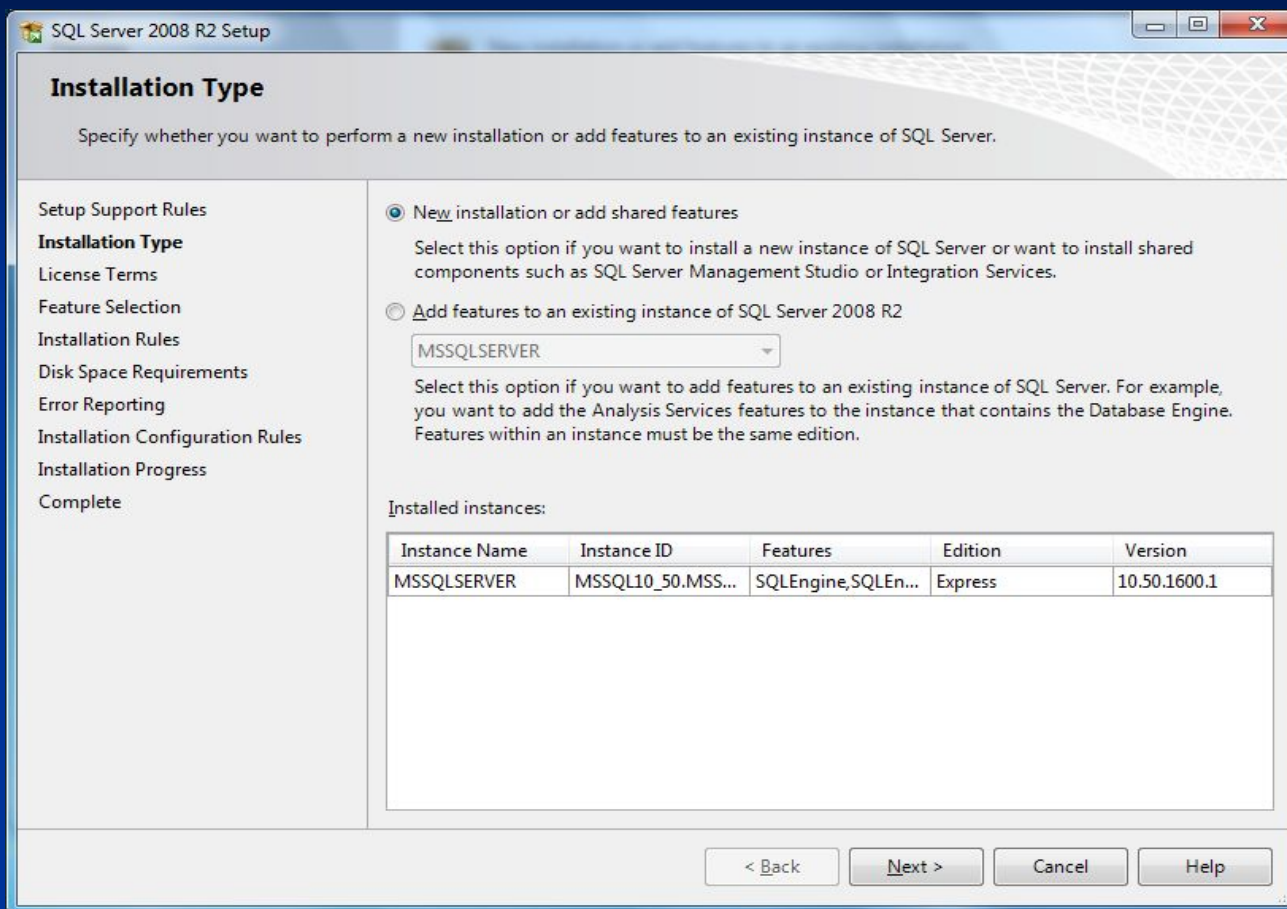 SQL Server 2008 R2 Setup
Installation Type
Specify whether you want to perform a new installation or add features to an existing instance of SQL Server.
Setup Support Rules
Installation Type
License Terms
Feature Selection
Installation Rules
Disk Space Requirements
Error Reporting
Installation Configuration Rules
Installation Progress
Complete
New installation or add shared features
Select this option if you want to install a new instance of SQL Server or want to install shared
components such as SQL Server Management Studio or Integration Services.
Add features to an existing instance of SQL Server 2008 R2
MSSQLSERVER
Select this option if you want to add features to an existing instance of SQL Server. For example,
you want to add the Analysis Services features to the instance that contains the Database Engine.
Features within an instance must be the same edition.
Installed instances:
Instance Name Instance ID Features Edition Version
MSSQLSERVER MSSQL10_50.MSS... SQLEngine,SQLEn... Express 10.50.1600.1
< Back Next > Cancel Help